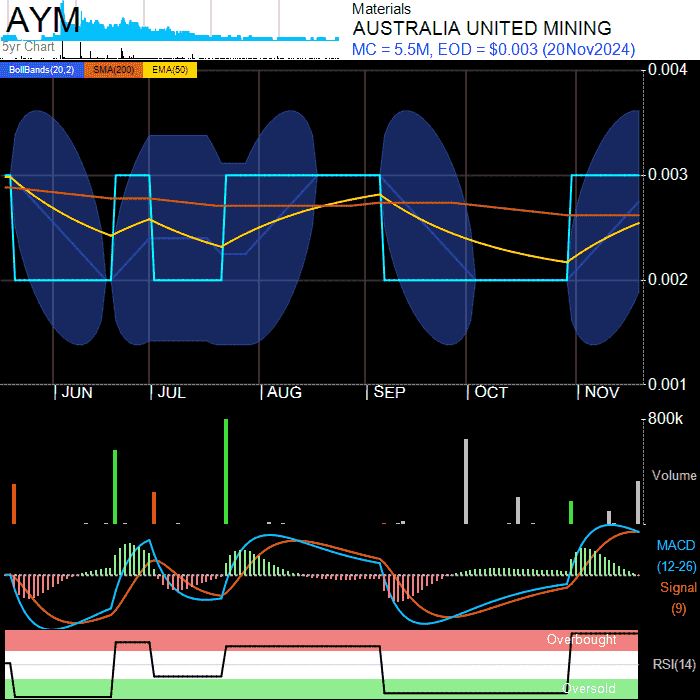 AYM
5yr Chart
Materials
AUSTRALIA UNITED MINING
MC = 5.5M, EOD = $0.003 (20Nov2024)
BollBands(20,2) SMA(200) EMA(50)
0.004
0.003
0.002
0.001
JUN JUL AUG SEP OCT NOV
800k
Volume
MACD
(12-26)
Signal
(9)
Overbought
RSI(14)
Oversold